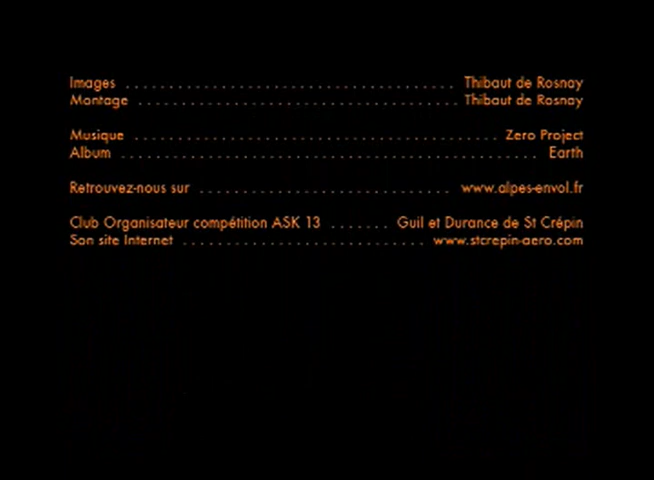 Images . . . . . . . . . . . . . . . . . . . . . . . . . . . . . . . . . . . . . . Thibaut de Rosnay
Montage . . . . . . . . . . . . . . . . . . . . . . . . . . . . . . . . . . . . . Thibaut de Rosnay
Musique . . . . . . . . . . . . . . . . . . . . . . . . . . . . . . . . . . . . . . . . . . Zero Project
Album . . . . . . . . . . . . . . . . . . . . . . . . . . . . . . . . . . . . . . . . . . . . . . . . Earth
Retrouvez-nous sur . . . . . . . . . . . . . . . . . . . . . . . . . . . . . www.alpes-envol.fr
Club Organisateur compétition ASK 13 . . . . . . . Guil et Durance de St Crépin
Son site Internet . . . . . . . . . . . . . . . . . . . . . . . . . . . . www.stcrepin-aero.com